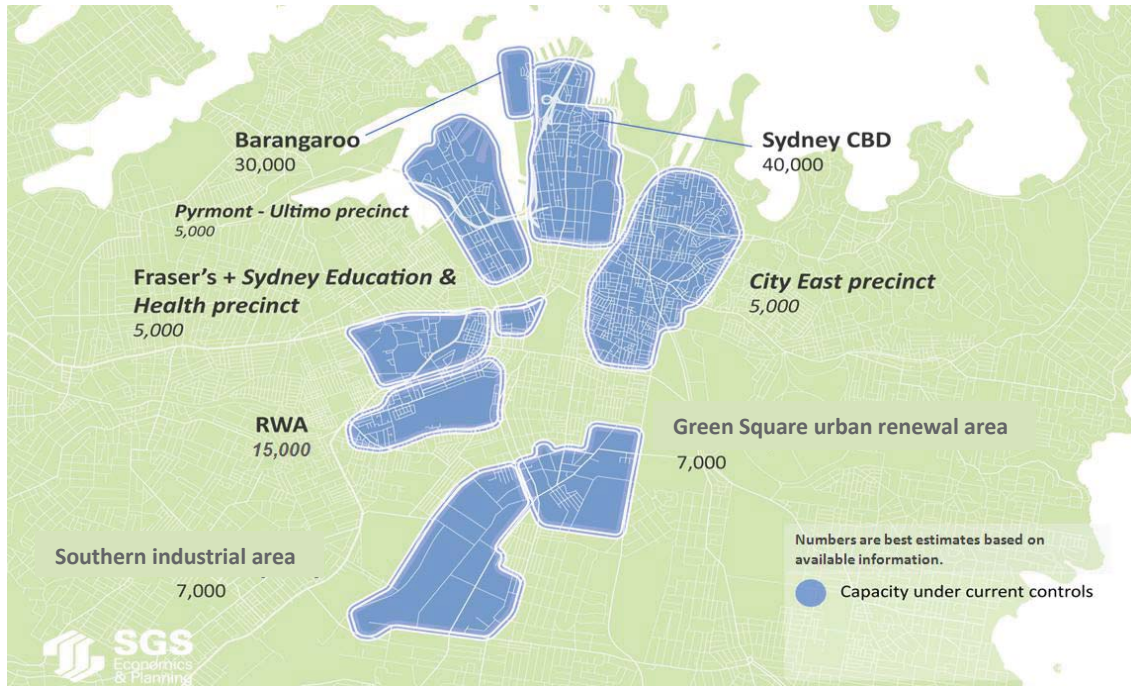 Barangaroo
30,000
Sydney CBD
40,000
Pyrmont - Ultimo precinct
5,000
Fraser's + Sydney Education &
Health precinct
5,000
City East precinct
5,000
RWA
15,000
Green Square urban renewal area
7,000
Southern industrial area
7,000
Numbers are best estimates based on
available information.
Capacity under current controls
SGS
Economics
& Planning